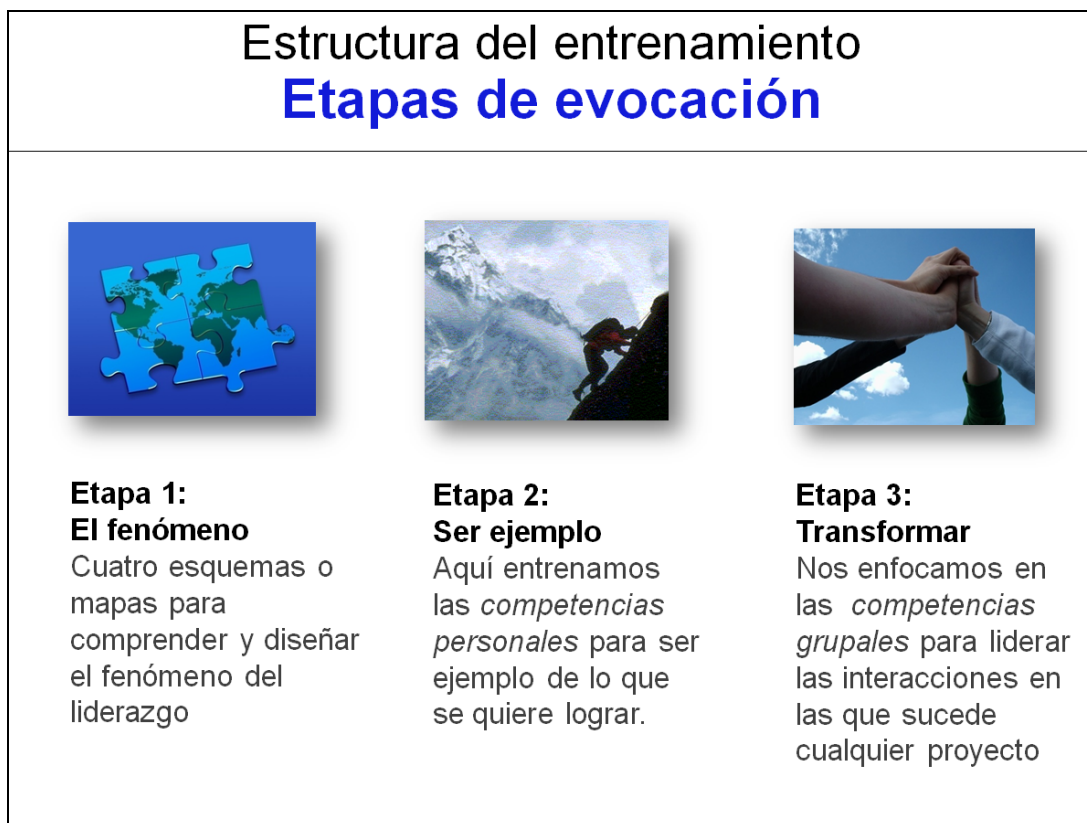 Estructura del entrenamiento
Etapas de evocación
Etapa 1:
El fenómeno
Cuatro esquemas o
mapas para
comprender y diseñar
el fenómeno del
liderazgo
Etapa 2:
Ser ejemplo
Aquí entrenamos
las competencias
personales para ser
ejemplo de lo que
se quiere lograr.
Etapa 3:
Transformar
Nos enfocamos en
las competencias
grupales para liderar
las interacciones en
las que sucede
cualquier proyecto